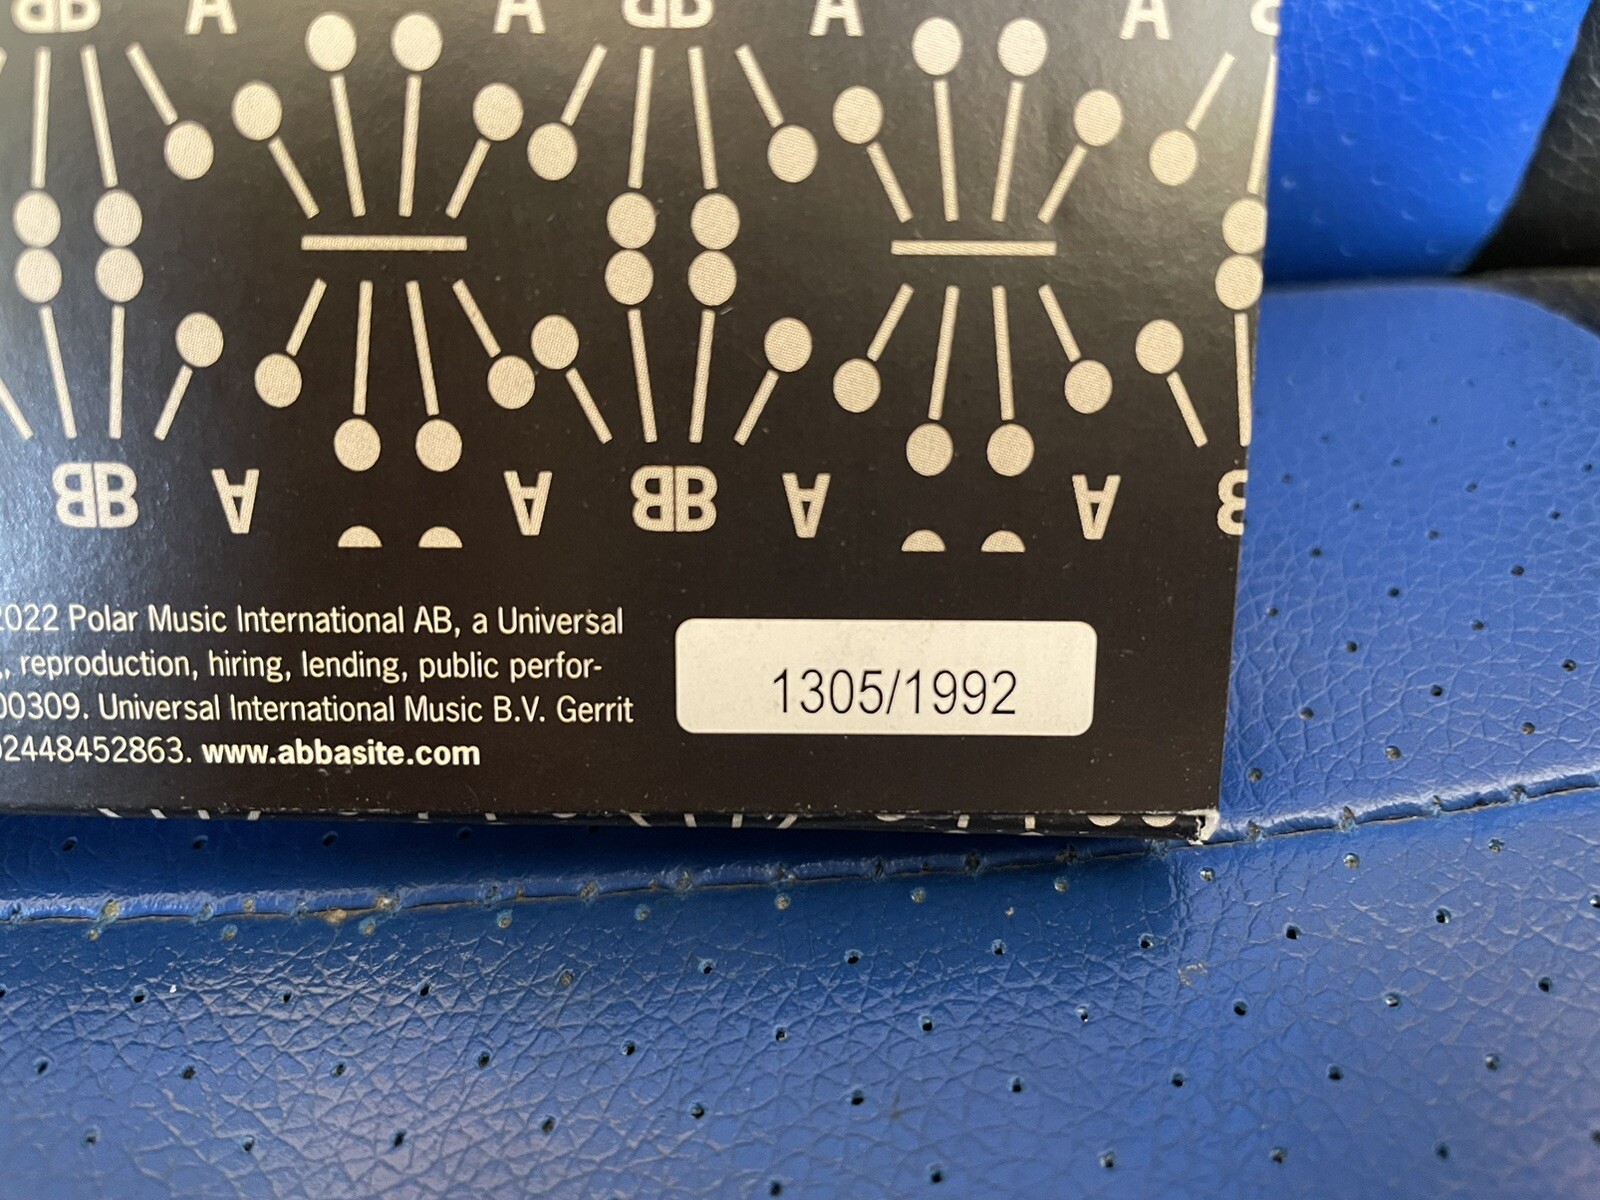 A BB A A BB A A
BB A A BB A A B
2022 Polar Music International AB, a Universal
, reproduction, hiring, lending, public perfor-
00309. Universial International Music B.V. Gerrit
02448452863. www.abbasite.com
1305/1992